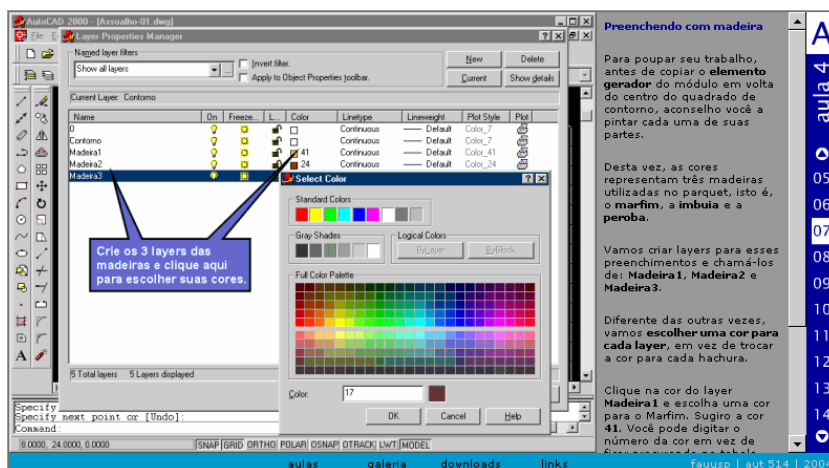 AutoCAD 2000 - [Assoalho-01.dwg]
Layer Properties Manager
Named layer filters
Show all layers
...
Invert filter.
Apply to Object Properties toolbar.
New
Delete
Current
Show details
Current Layer: Contorno
Name On Freeze... L... Color Linetype Lineweight Plot Style Plot
0 Continuous Default Color_7
Contorno Continuous Default Color_7
Madeira1 41 Continuous Default Color_41
Madeira2 24 Continuous Default Color_24
Madeira3
Select Color
Standard Colors
Gray Shades
Logical Colors
ByLayer
ByBlock
Full Color Palette
Color:
17
OK
Cancel
Help
Crie os 3 layers das
madeiras e clique aqui
para escolher suas cores.
5 Total layers 5 Layers displayed
Specify
Specify next point or [Undo]:
Command:
8.0000, 24.0000, 0.0000
SNAP GRID ORTHO POLAR OSNAP OTRACK LWT MODEL
Preenchendo com madeira
Para poupar seu trabalho,
antes de copiar o elemento
gerador do módulo em volta
do centro do quadrado de
contorno, aconselho você a
pintar cada uma de suas
partes.
Desta vez, as cores
representam três madeiras
utilizadas no parquet, isto é,
o marfim, a imbuia e a
peroba.
Vamos criar layers para esses
preenchimentos e chamá-los
de: Madeira1, Madeira2 e
Madeira3.
Diferente das outras vezes,
vamos escolher uma cor para
cada layer, em vez de trocar
a cor para cada hachura.
Clique na cor do layer
Madeira1 e escolha uma cor
para o Marfim. Sugiro a cor
41. Você pode digitar o
número da cor em vez de
A
aula 4
05
06
07
08
09
10
11
12
13
14
aulas galeria downloads links
fauusp | aut 514 | 200